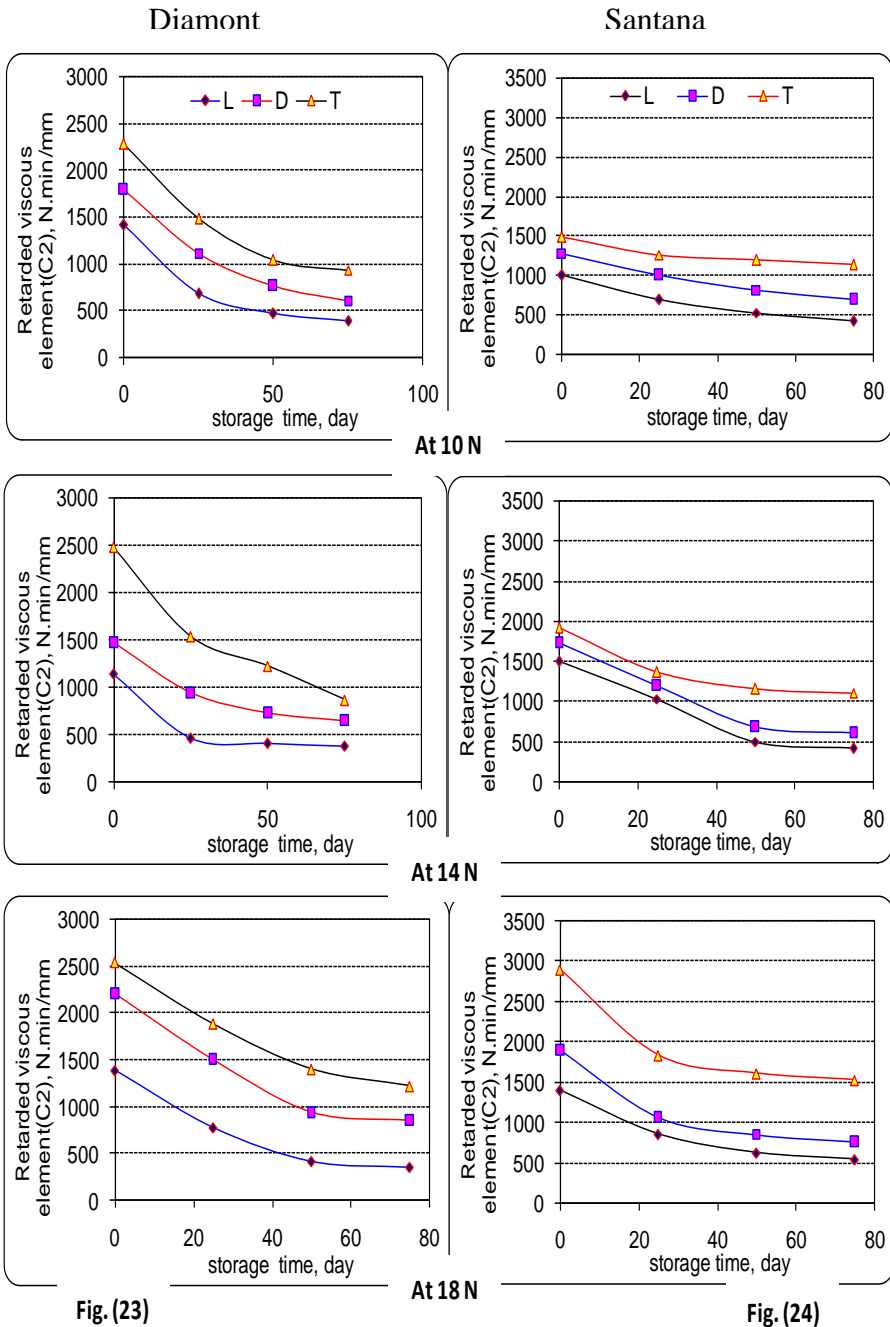 Diamont
Santana
Retarded viscous
element(C2), N.min/mm
3000
2500
2000
1500
1000
500
0
L D T
0 50 100
storage time, day
Retarded viscous
element(C2), N.min/mm
3500
3000
2500
2000
1500
1000
500
0
L D T
0 20 40 60 80
storage time, day
At 10 N
Retarded viscous
element(C2), N.min/mm
3000
2500
2000
1500
1000
500
0
0 50 100
storage time, day
Retarded viscous
element(C2), N.min/mm
3500
3000
2500
2000
1500
1000
500
0
0 20 40 60 80
storage time, day
At 14 N
Retarded viscous
element(C2), N.min/mm
3000
2500
2000
1500
1000
500
0
0 20 40 60 80
storage time, day
Retarded viscous
element(C2), N.min/mm
3500
3000
2500
2000
1500
1000
500
0
0 20 40 60 80
storage time, day
At 18 N
Fig. (23)
Fig. (24)